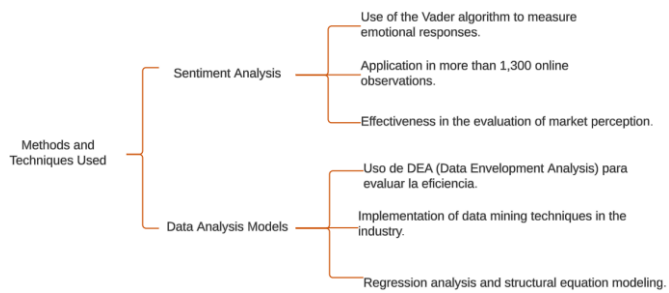 Use of the Vader algorithm to measure
emotional responses.
Sentiment Analysis
Application in more than 1,300 online
observations.
Effectiveness in the evaluation of market perception.
Methods and
Techniques Used
Uso de DEA (Data Envelopment Analysis) para
evaluar la eficiencia.
Data Analysis Models
Implementation of data mining techniques in the
industry.
Regression analysis and structural equation modeling.